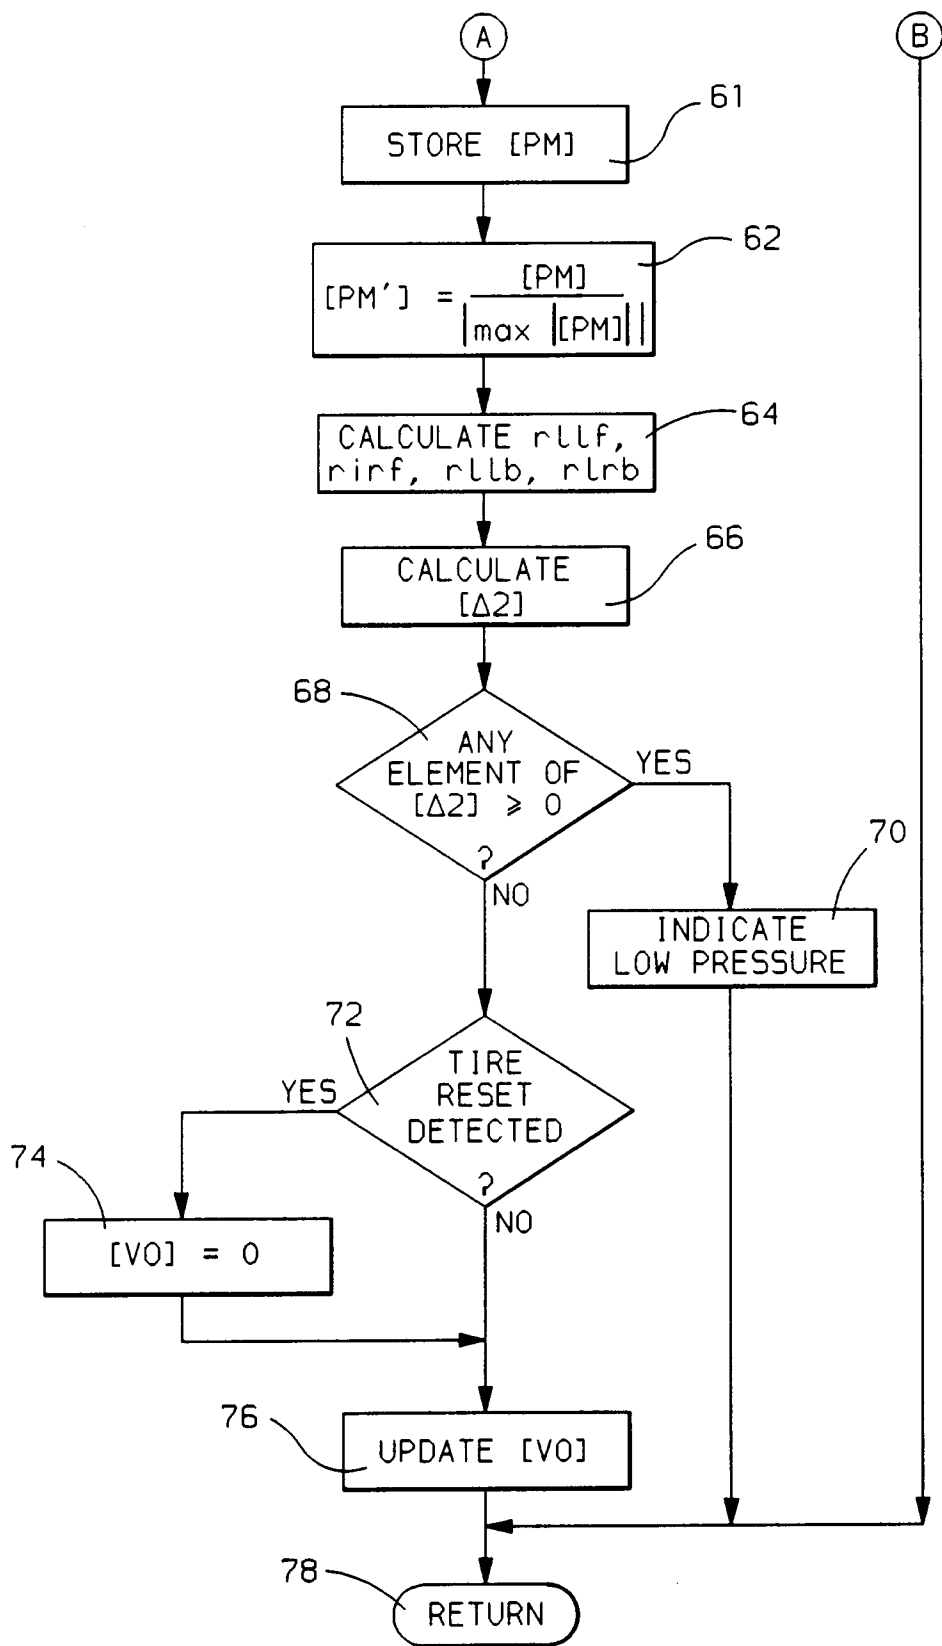 A
B
61
STORE [PM]
62
[PM′] = [PM]
|max |[PM]||
64
CALCULATE rllf,
rirf, rllb, rlrb
66
CALCULATE
[Δ2]
68
ANY
ELEMENT OF
[Δ2] ⩾ 0
?
YES
NO
70
INDICATE
LOW PRESSURE
72
TIRE
RESET
DETECTED
?
YES
NO
74
[VO] = 0
76
UPDATE [VO]
78
RETURN